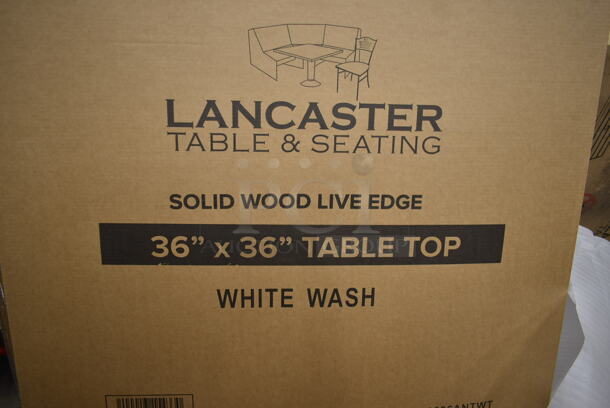 LANCASTER
TABLE & SEATING
SOLID WOOD LIVE EDGE
36” x 36” TABLE TOP
WHITE WASH